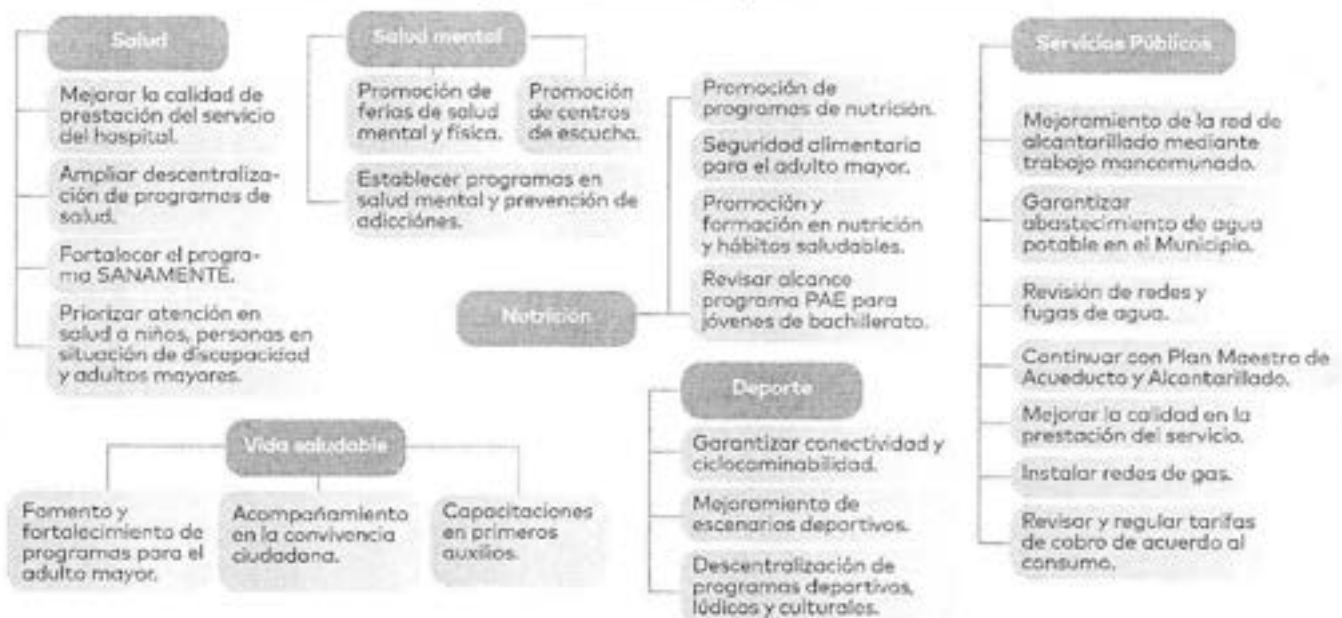 Salud
Mejorar la calidad de
prestación del servicio
del hospital.
Ampliar descentraliza-
ción de programas de
salud.
Fortalecer el progra-
ma SANAMENTE.
Priorizar atención en
salud a niños, personas en
situación de discapacidad
y adultos mayores.
Salud mental
Promoción de
ferias de salud
mental y física.
Promoción
de centros
de escucha.
Establecer programas en
salud mental y prevención de
adicciónes.
Nutrición
Promoción de
programas de nutrición.
Seguridad alimentaria
para el adulto mayor.
Promoción y
formación en nutrición
y hábitos saludables.
Revisar alcance
programa PAE para
jóvenes de bachillerato.
Servicios Públicos
Mejoramiento de la red de
alcantarillado mediante
trabajo mancomunado.
Garantizar
abastecimiento de agua
potable en el Municipio.
Revisión de redes y
fugas de agua.
Continuar con Plan Maestro de
Acueducto y Alcantarillado.
Mejorar la calidad en la
prestación del servicio.
Instalar redes de gas.
Revisar y regular tarifas
de cobro de acuerdo al
consumo.
Vida saludable
Fomento y
fortalecimiento de
programas para el
adulto mayor.
Acompañamiento
en la convivencia
ciudadana.
Capacitaciones
en primeros
auxilios.
Deporte
Garantizar conectividad y
ciclocaminabilidad.
Mejoramiento de
escenarios deportivos.
Descentralización de
programas deportivos,
lúdicos y culturales.